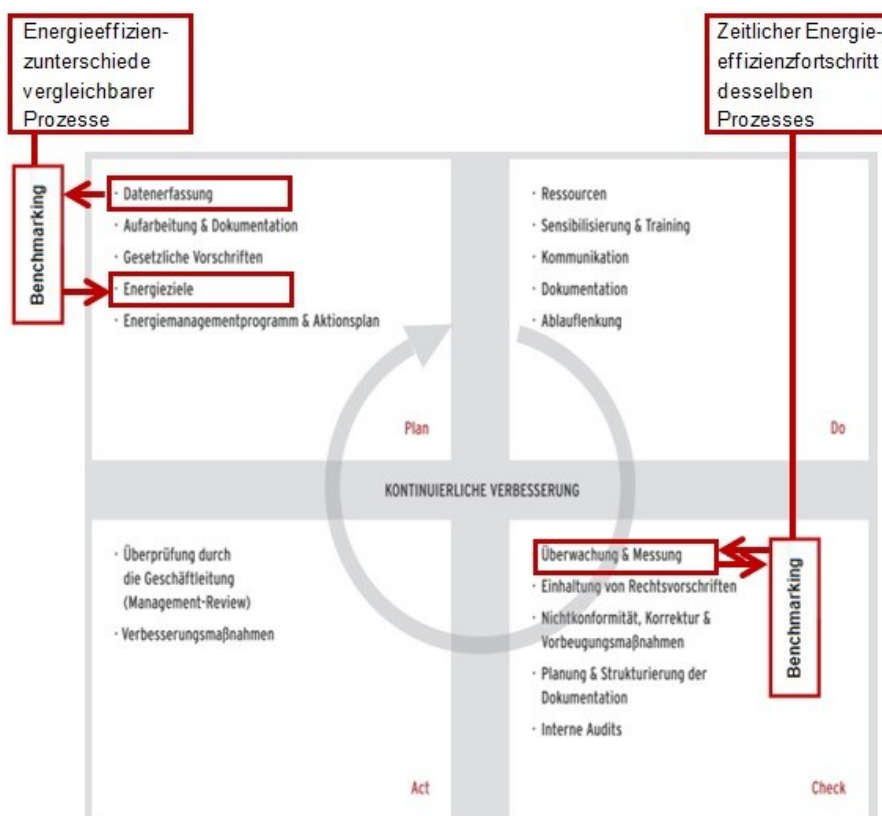 Energieeffizien-
zunterschiede
vergleichbarer
Prozesse
Zeitlicher Energie-
effizienzfortschritt
desselben
Prozesses
Benchmarking
· Datenerfassung
· Aufarbeitung & Dokumentation
· Gesetzliche Vorschriften
· Energieziele
· Energiemanagementprogramm & Aktionsplan
Plan
· Ressourcen
· Sensibilisierung & Training
· Kommunikation
· Dokumentation
· Ablauflenkung
Do
KONTINUIERLICHE VERBESSERUNG
· Überprüfung durch
die Geschäftleitung
(Management-Review)
· Verbesserungsmaßnahmen
Act
Überwachung & Messung
· Einhaltung von Rechtsvorschriften
· Nichtkonformität, Korrektur &
Vorbeugungsmaßnahmen
· Planung & Strukturierung der
Dokumentation
· Interne Audits
Check
Benchmarking